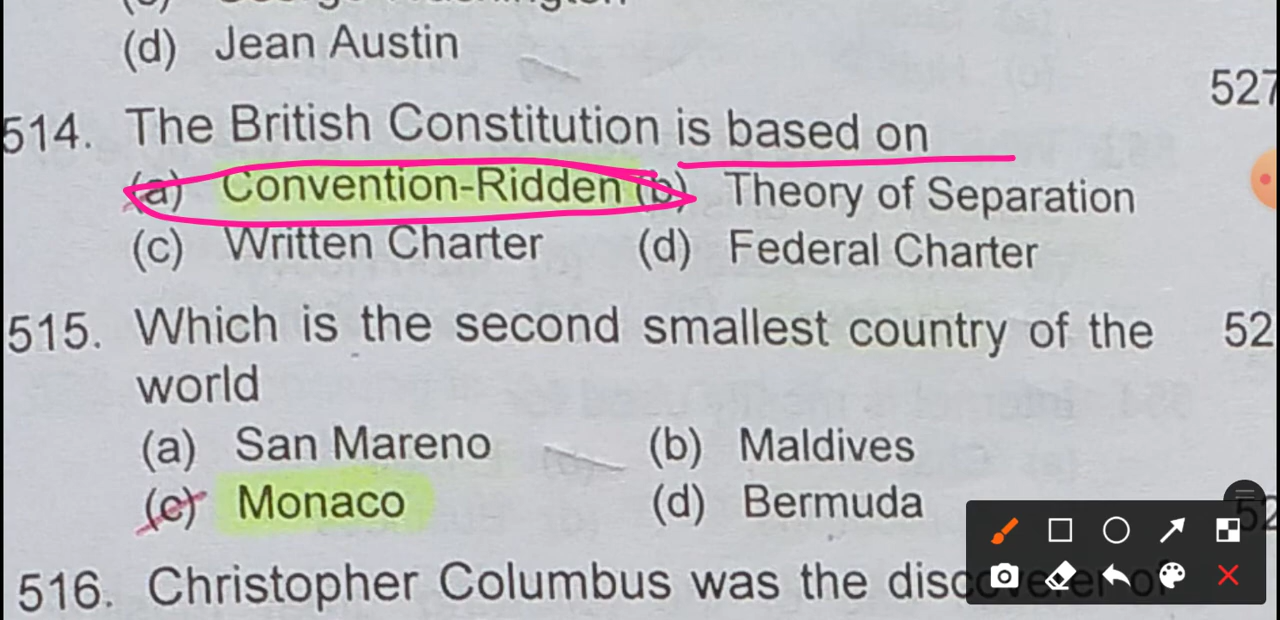 (d) Jean Austin
527
514. The British Constitution is based on
(a) Convention-Ridden (b) Theory of Separation
(c) Written Charter (d) Federal Charter
515. Which is the second smallest country of the
52
world
(a) San Mareno (b) Maldives
(c) Monaco (d) Bermuda
516. Christopher Columbus was the discoverer of